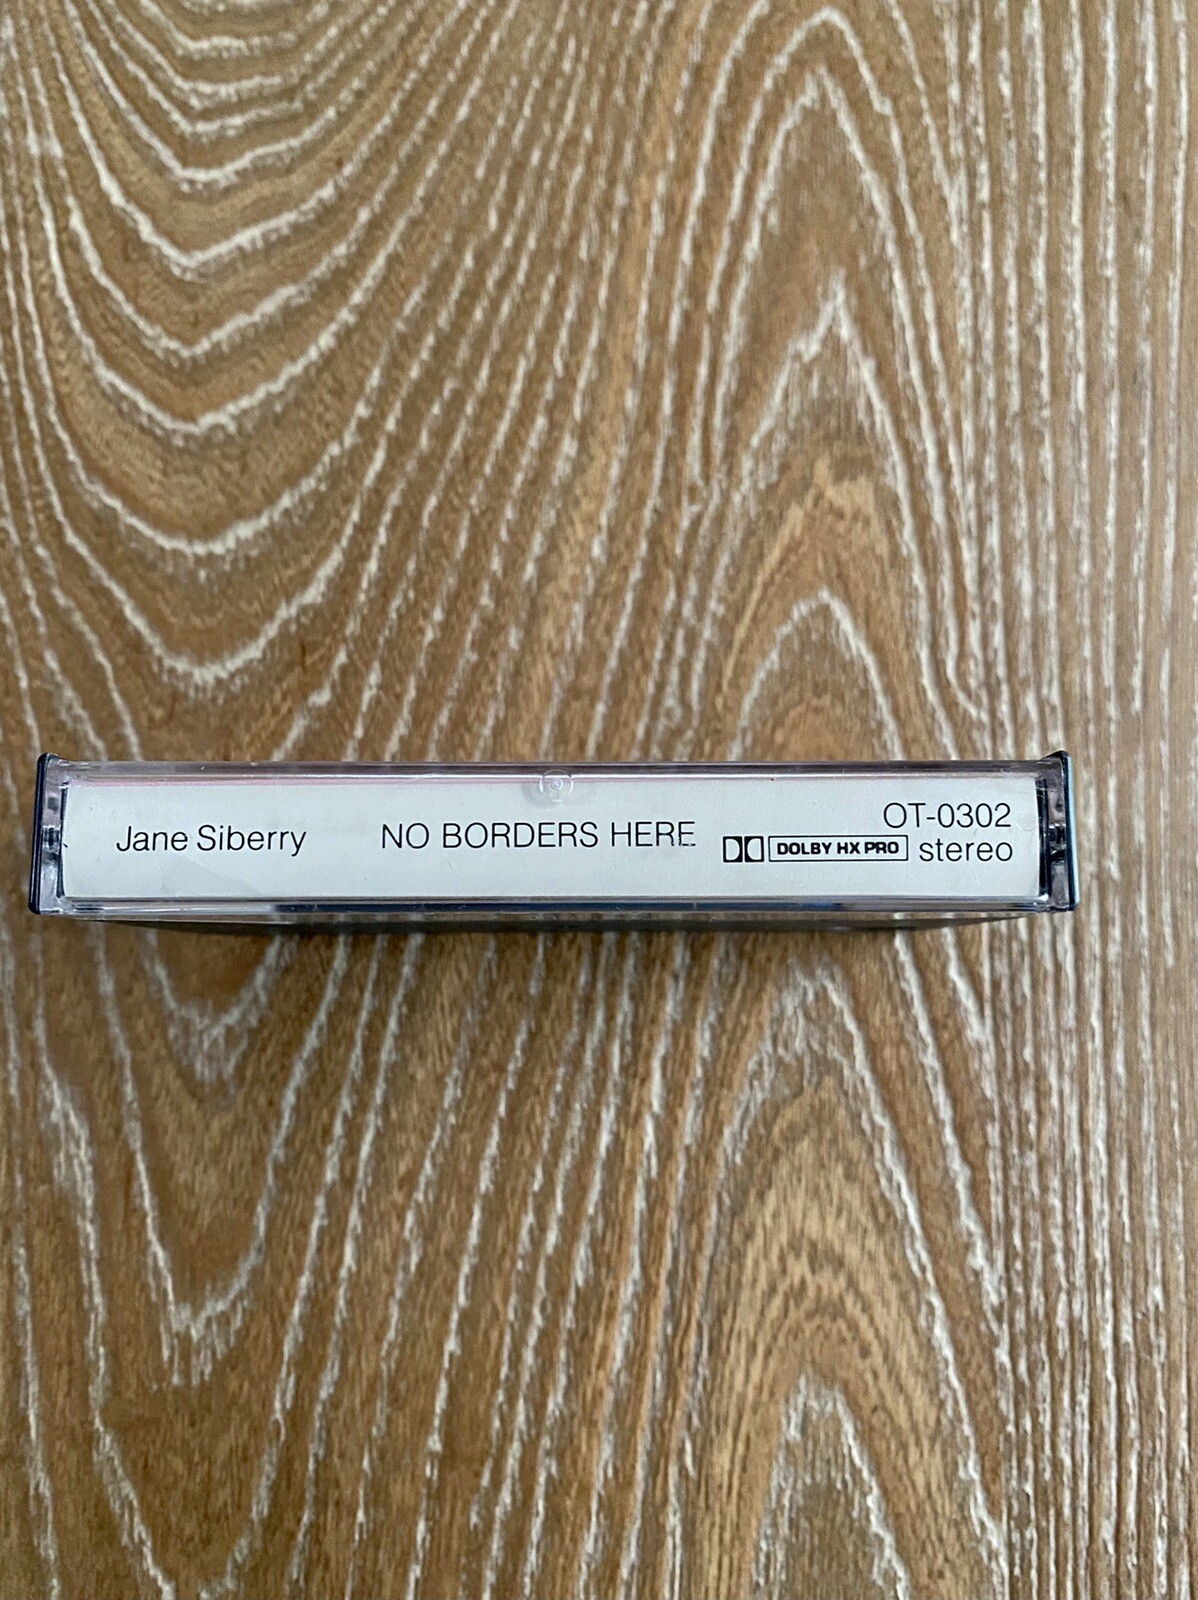 Jane Siberry NO BORDERS HERE OT-0302
DOLBY HX PRO stereo